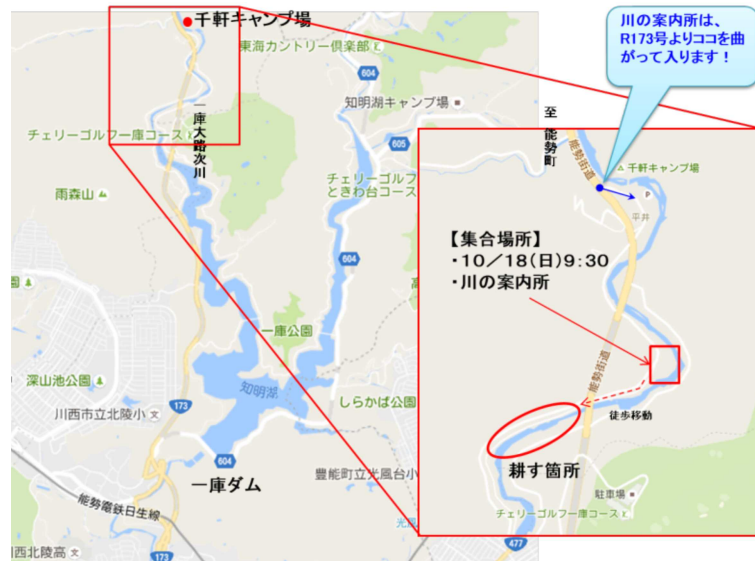 千軒キャンプ場
東海カントリー倶楽部
604
知明湖キャンプ場
605
チェリーゴルフ一庫コース
一庫大路次川
雨森山
チェリーゴルフ
ときわ台コース
604
一庫公園
知明湖
深山池公園
川西市立北陵小
173
しらかば公園
604
一庫ダム
豊能町立光風台小
能勢電鉄日生線
川西北陵高
173
477
川の案内所は、
R173号よりココを曲
がって入ります！
至 能勢町
能勢街道
千軒キャンプ場
P
平井
【集合場所】
・10／18(日)9：30
・川の案内所
能勢街道
徒歩移動
耕す箇所
駐車場
チェリーゴルフ一庫コース